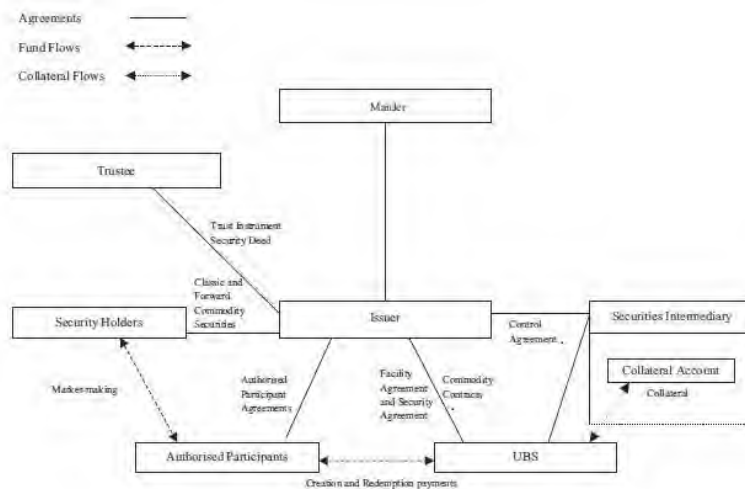 Agreements
Fund Flows
Collateral Flows
Manler
Trustee
Trust Instrument
Security Deed
Classic and
Forward
Commodity
Securities
Security Holders
Issuer
Control
Agreement
Securities Intermediary
Collateral Account
Collateral
Market-making
Authorised
Participant
Agreements
Facility
Agreement
and Security
Agreement
Commodity
Contracts
Authorised Participants
UBS
Creation and Redemption payments